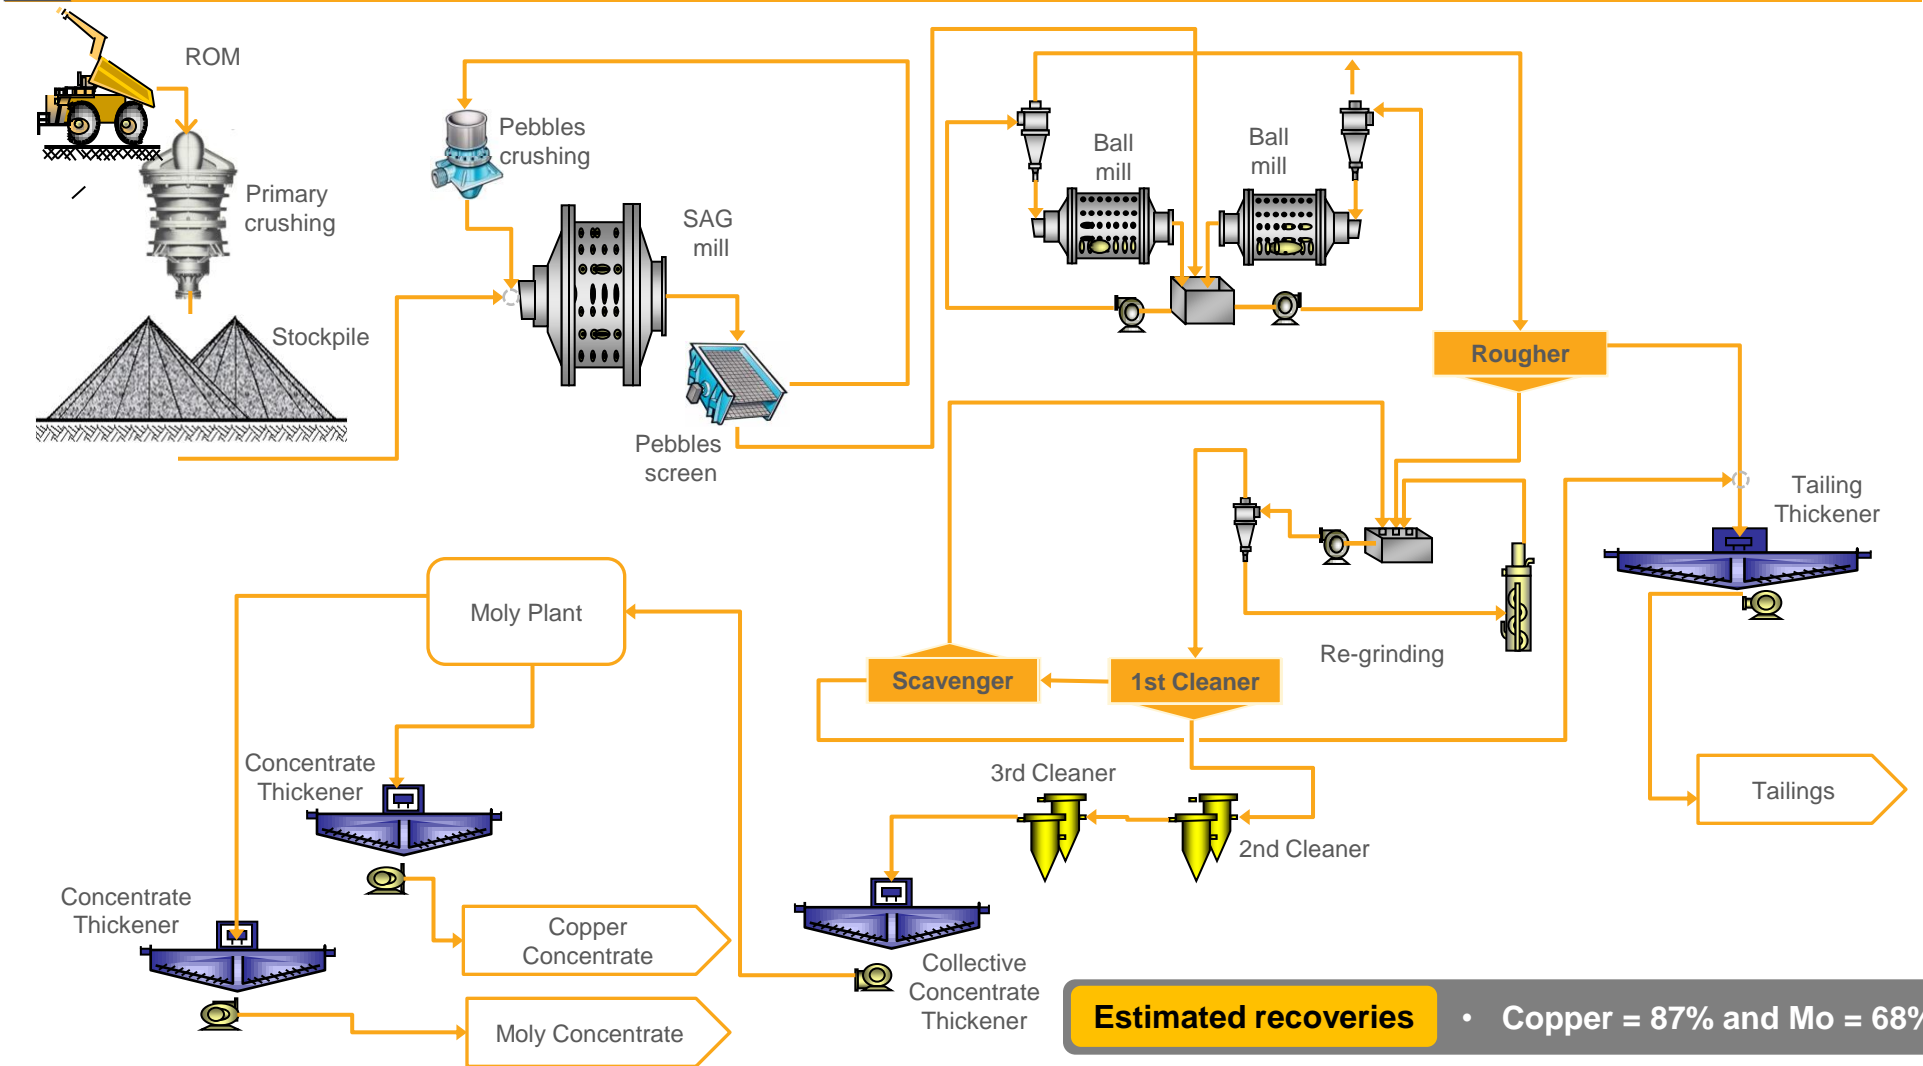 ROM
Primary
crushing
Stockpile
Pebbles
crushing
SAG
mill
Pebbles
screen
Ball
mill
Ball
mill
Rougher
Tailing
Thickener
Re-grinding
Scavenger
1st Cleaner
Moly Plant
Concentrate
Thickener
3rd Cleaner
2nd Cleaner
Tailings
Concentrate
Thickener
Copper
Concentrate
Collective
Concentrate
Thickener
Moly Concentrate
Estimated recoveries
• Copper = 87% and Mo = 68%